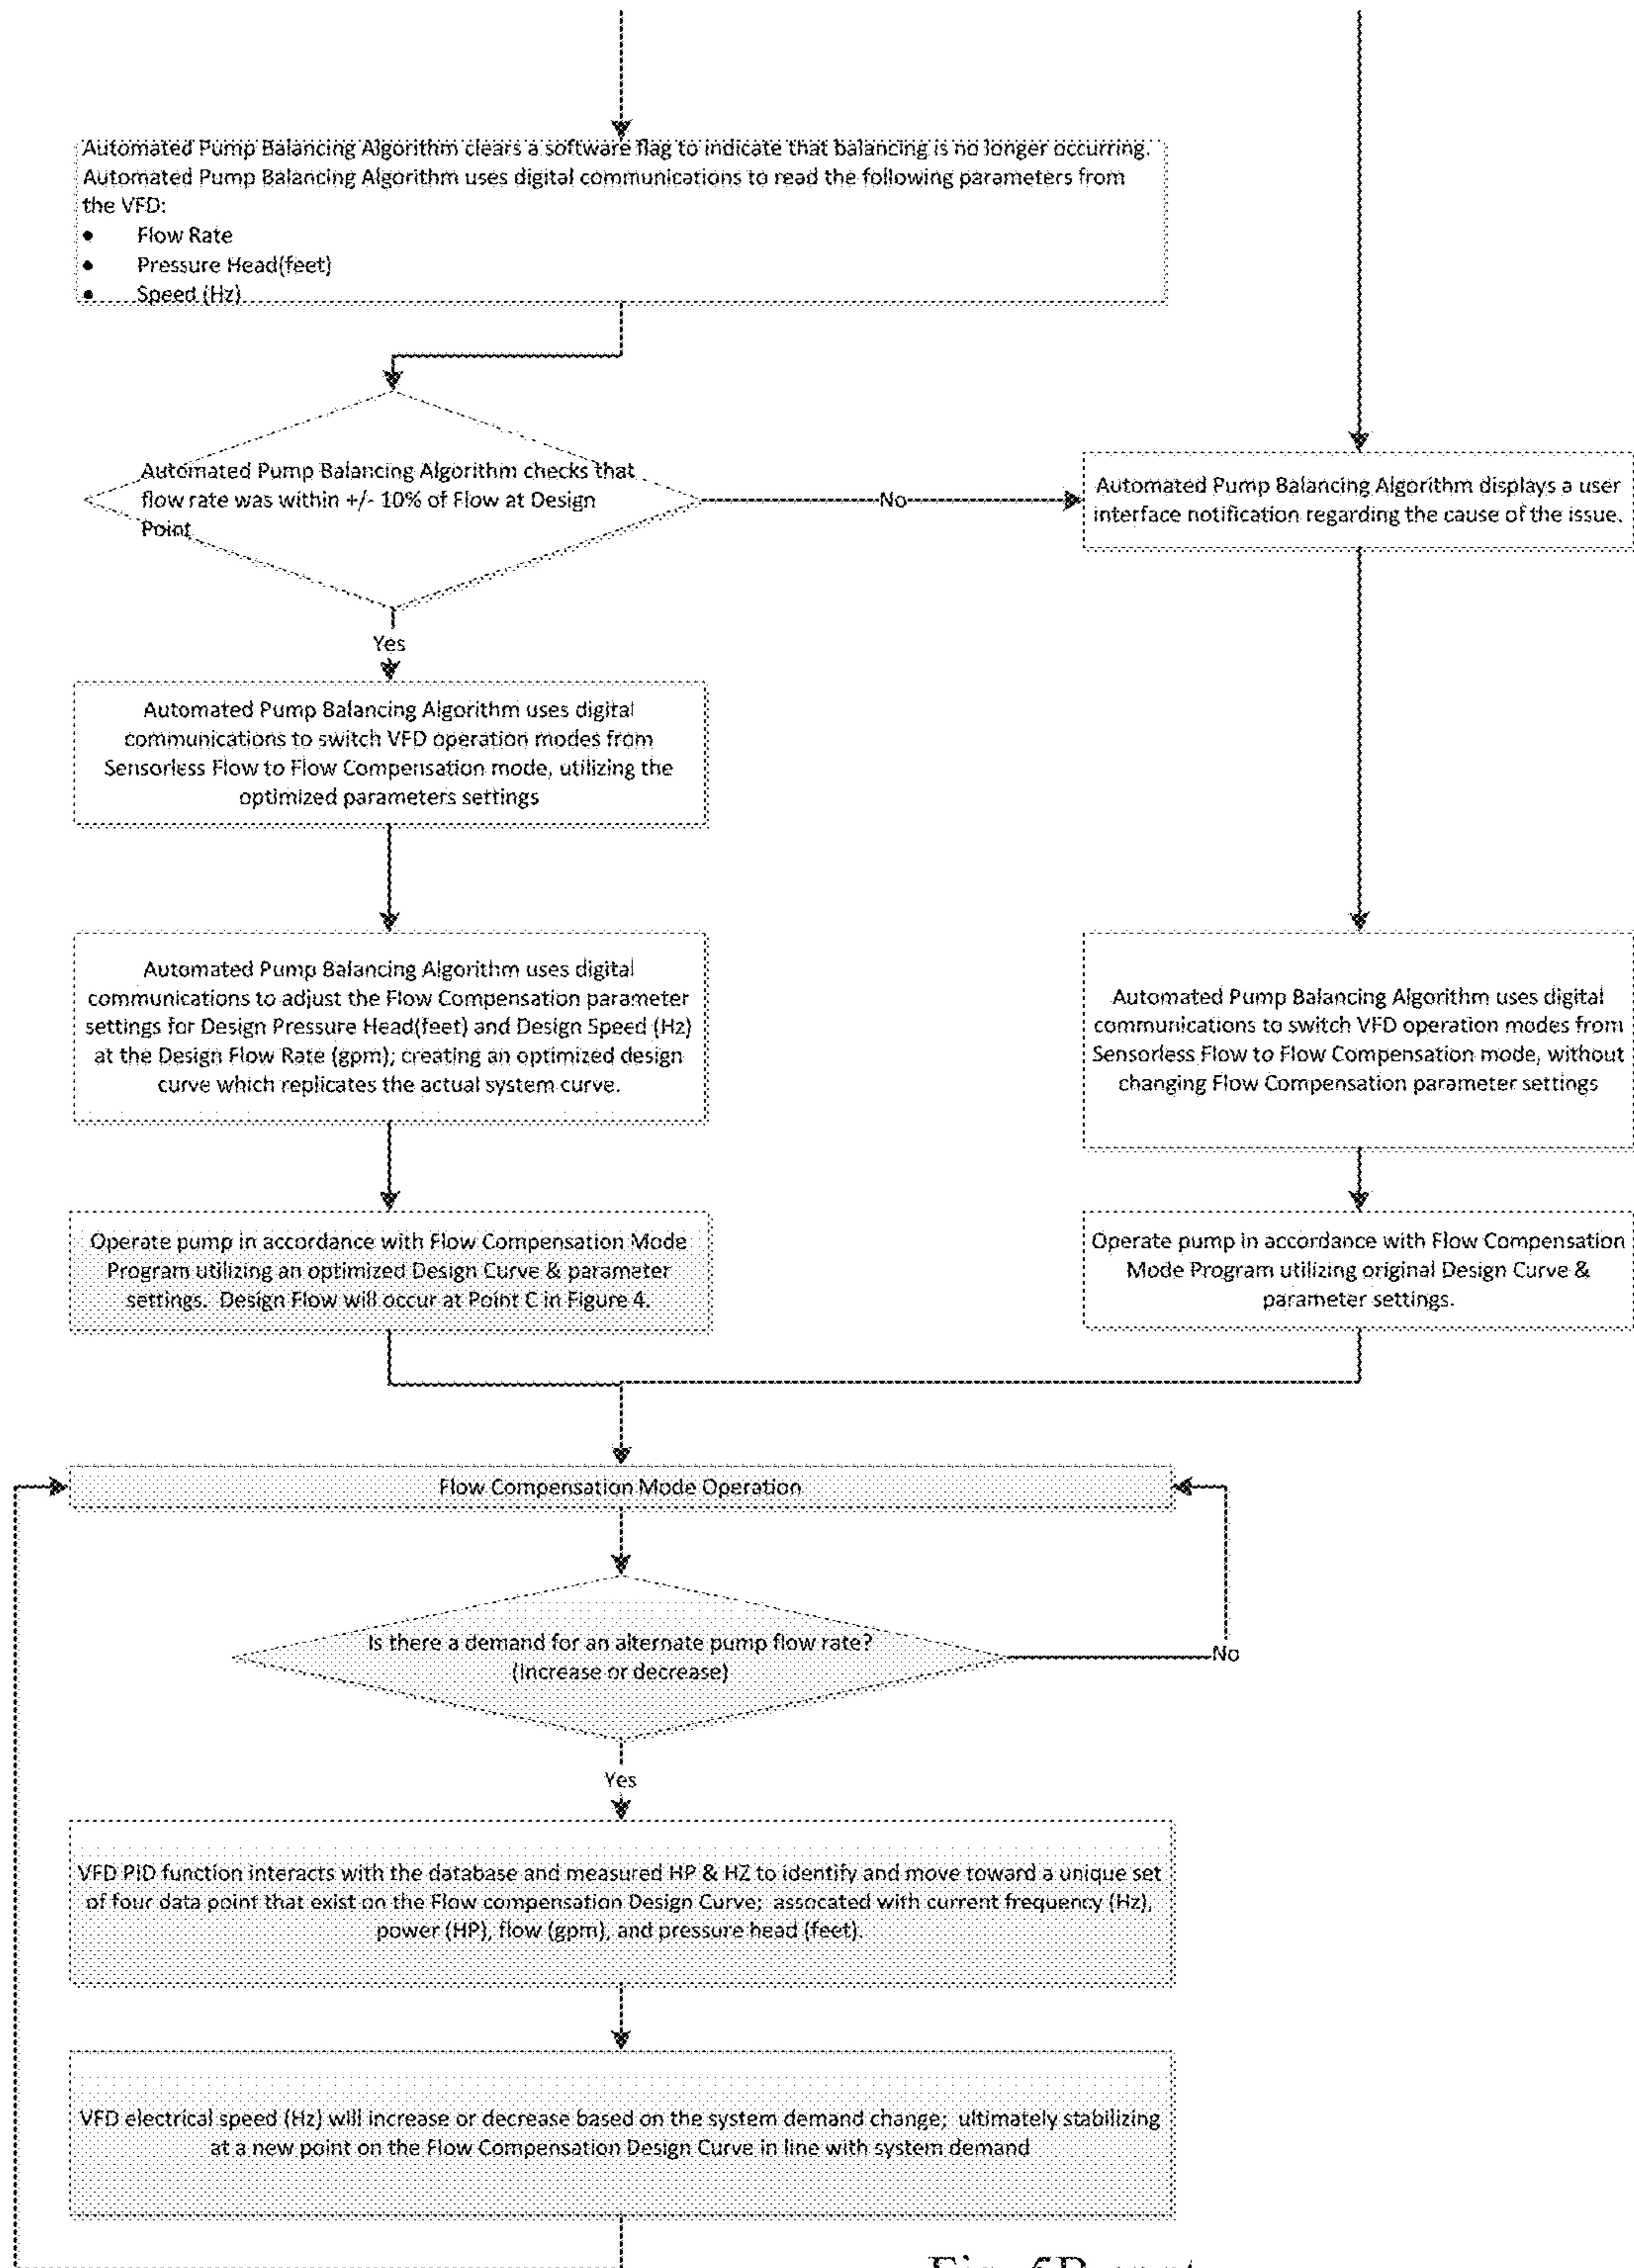 Automated Pump Balancing Algorithm clears a software flag to indicate that balancing is no longer occurring.
Automated Pump Balancing Algorithm uses digital communications to read the following parameters from
the VFD:
• Flow Rate
• Pressure Head(feet)
• Speed (Hz)
Automated Pump Balancing Algorithm checks that
flow rate was within +/- 10% of Flow at Design
Point
No
Automated Pump Balancing Algorithm displays a user
interface notification regarding the cause of the issue.
Yes
Automated Pump Balancing Algorithm uses digital
communications to switch VFD operation modes from
Sensorless Flow to Flow Compensation mode, utilizing the
optimized parameters settings
Automated Pump Balancing Algorithm uses digital
communications to adjust the Flow Compensation parameter
settings for Design Pressure Head(feet) and Design Speed (Hz)
at the Design Flow Rate (gpm); creating an optimized design
curve which replicates the actual system curve.
Automated Pump Balancing Algorithm uses digital
communications to switch VFD operation modes from
Sensorless Flow to Flow Compensation mode, without
changing Flow Compensation parameter settings
Operate pump in accordance with Flow Compensation Mode
Program utilizing an optimized Design Curve & parameter
settings. Design Flow will occur at Point C in Figure 4.
Operate pump in accordance with Flow Compensation
Mode Program utilizing original Design Curve &
parameter settings.
Flow Compensation Mode Operation
Is there a demand for an alternate pump flow rate?
(increase or decrease)
No
Yes
VFD PID function interacts with the database and measured HP & HZ to identify and move toward a unique set
of four data point that exist on the Flow compensation Design Curve; assocated with current frequency (Hz),
power (HP), flow (gpm), and pressure head (feet).
VFD electrical speed (Hz) will increase or decrease based on the system demand change; ultimately stabilizing
at a new point on the Flow Compensation Design Curve in line with system demand